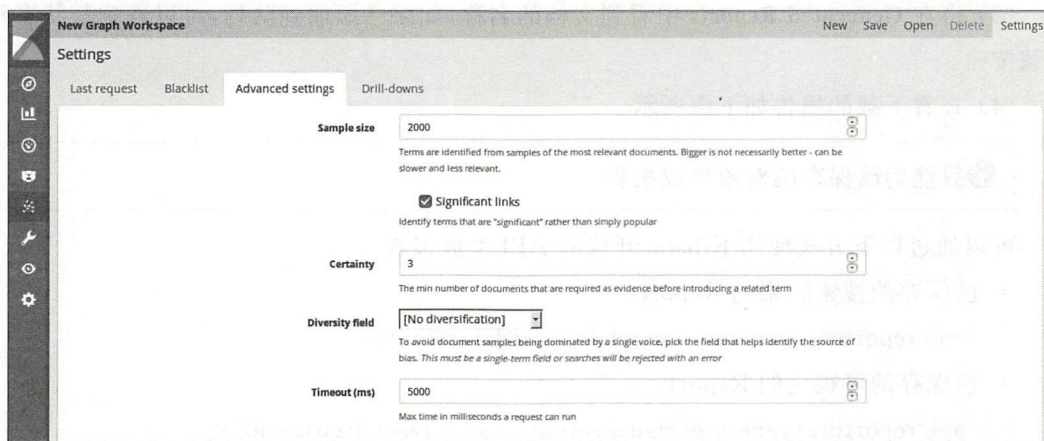 New Graph Workspace
New Save Open Delete Settings
Settings
Last request Blacklist Advanced settings Drill-downs
Sample size
2000
Terms are identified from samples of the most relevant documents. Bigger is not necessarily better - can be
slower and less relevant.
Significant links
Identify terms that are "significant" rather than simply popular
Certainty
3
The min number of documents that are required as evidence before introducing a related term
Diversity field
[No diversification]
To avoid document samples being dominated by a single voice, pick the field that helps identify the source of
bias. This must be a single-term field or searches will be rejected with an error
Timeout (ms)
5000
Max time in milliseconds a request can run